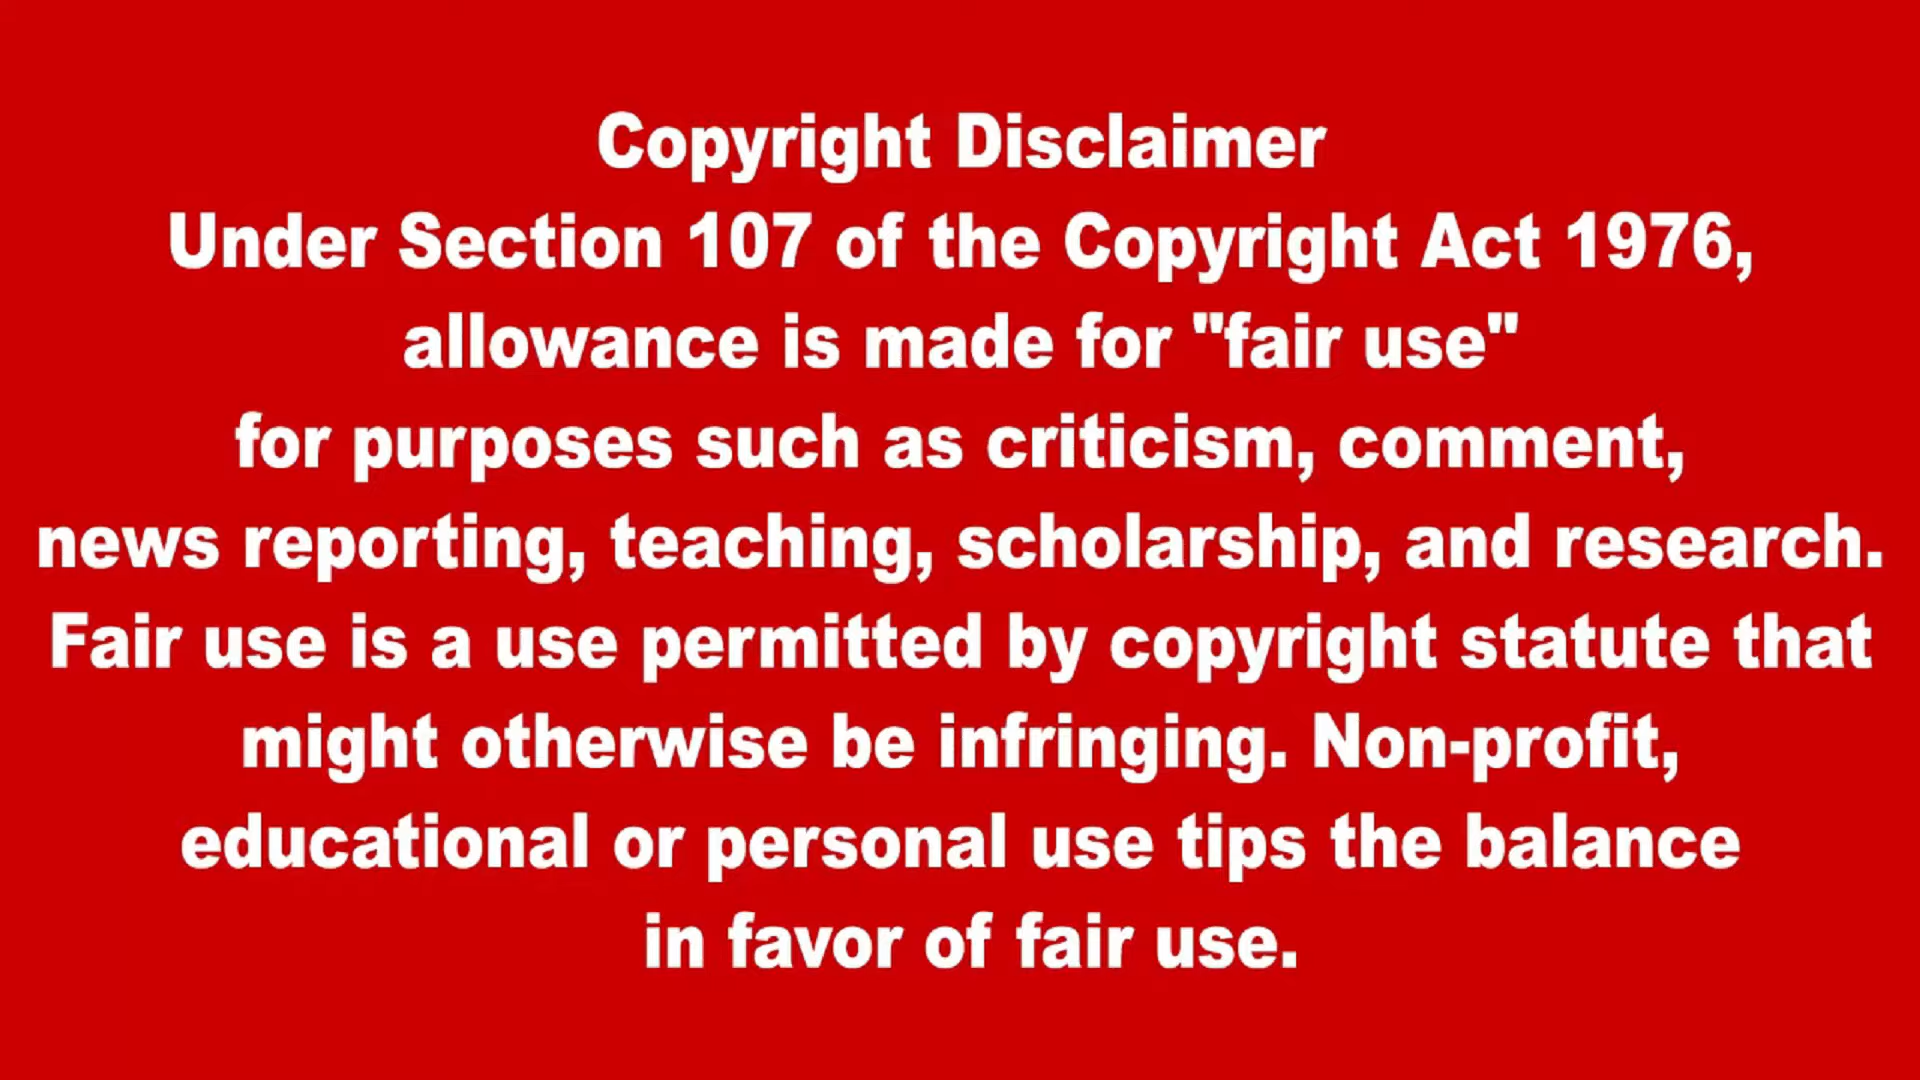 Copyright Disclaimer
Under Section 107 of the Copyright Act 1976,
allowance is made for "fair use"
for purposes such as criticism, comment,
news reporting, teaching, scholarship, and research.
Fair use is a use permitted by copyright statute that
might otherwise be infringing. Non-profit,
educational or personal use tips the balance
in favor of fair use.